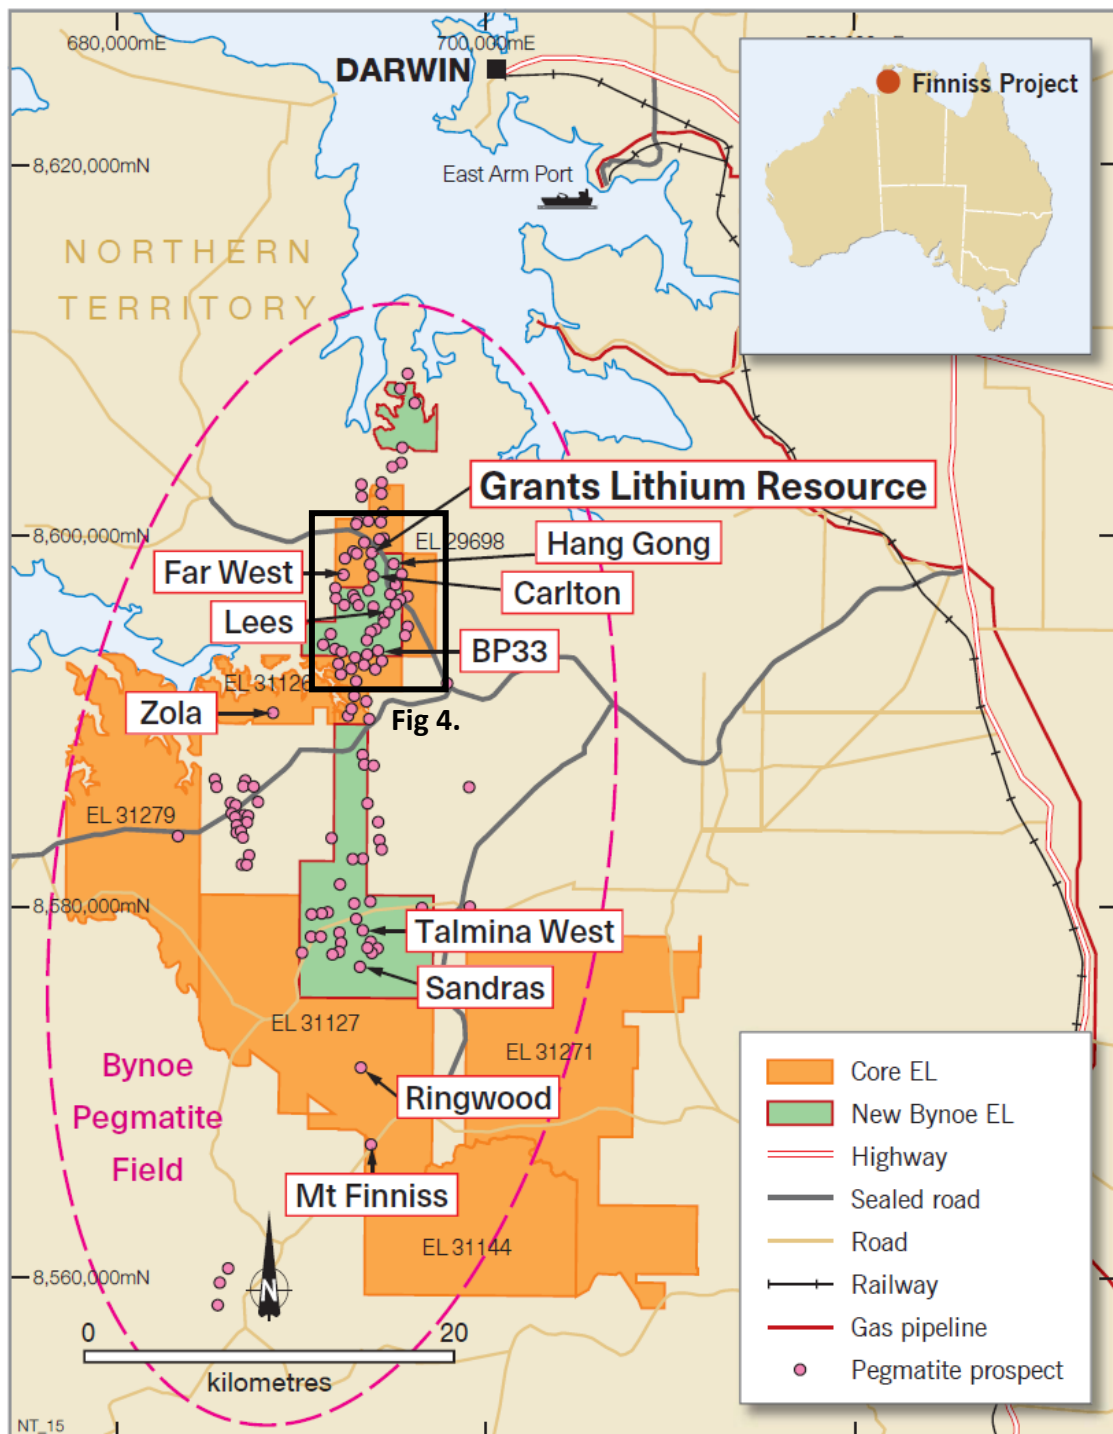 680,000mE
700,000mE
DARWIN
Finniss Project
8,620,000mN
East Arm Port
NORTHERN
TERRITORY
Grants Lithium Resource
8,600,000mN
EL 29698
Hang Gong
Far West
Carlton
Lees
BP33
EL 31126
Zola
Fig 4.
EL 31279
8,580,000mN
Talmina West
Sandras
EL 31127
EL 31271
Bynoe
Pegmatite
Field
Ringwood
Mt Finniss
EL 31144
8,560,000mN
N
0 20
kilometres
NT_15
Core EL
New Bynoe EL
Highway
Sealed road
Road
Railway
Gas pipeline
Pegmatite prospect